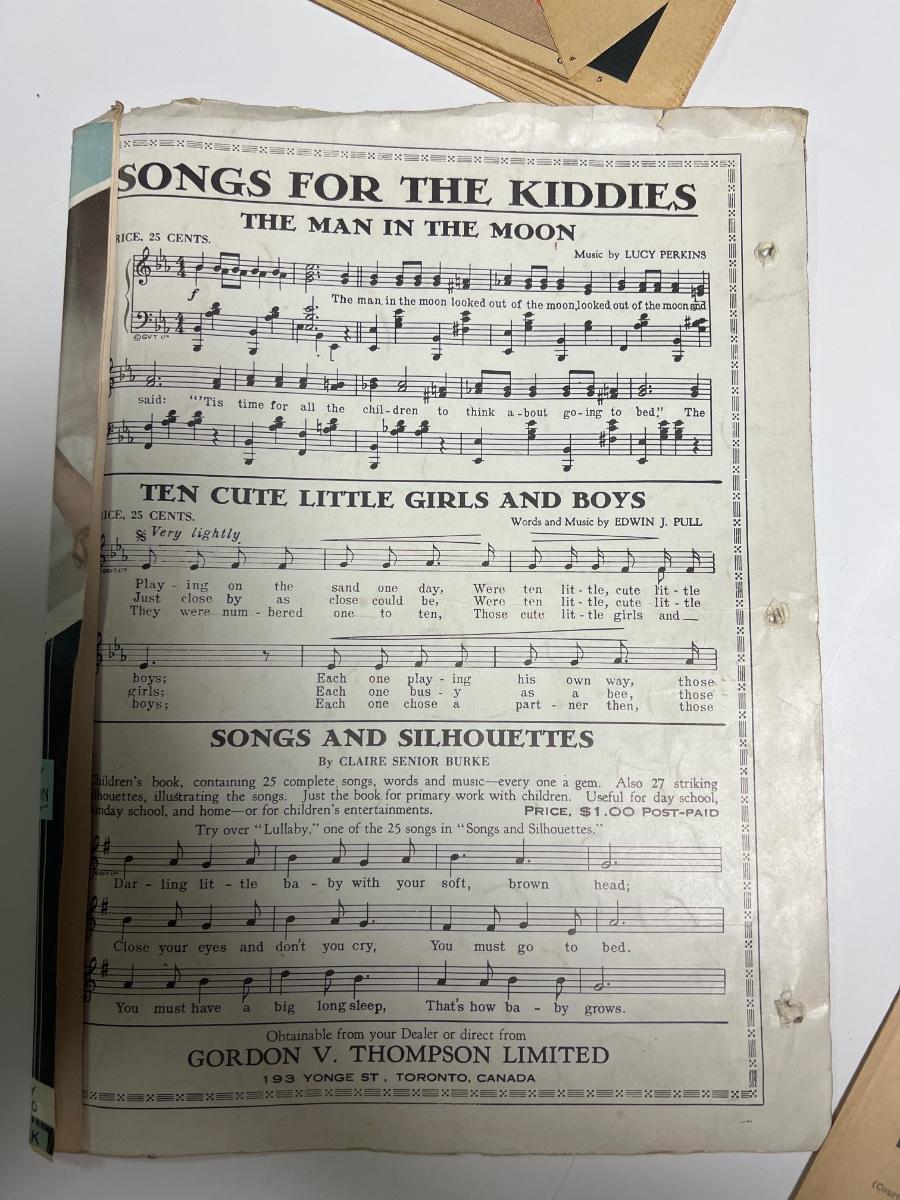 SONGS FOR THE KIDDIES
THE MAN IN THE MOON
RICE, 25 CENTS.
Music by LUCY PERKINS
f
The man in the moon looked out of the moon, looked out of the moon and
©GVT Lᵀᴰ
said: "'Tis time for all the chil-dren to think a-bout go-ing to bed." The
TEN CUTE LITTLE GIRLS AND BOYS
ICE, 25 CENTS.
Words and Music by EDWIN J. PULL
Very lightly
Play - ing on the sand one day, Were ten lit - tle, cute lit - tle
Just close by as close could be, Were ten lit - tle, cute lit - tle
They were num - bered one to ten, Those cute lit - tle girls and
boys; Each one play - ing his own way, those
girls; Each one bus - y as a bee, those
boys; Each one chose a part - ner then, those
SONGS AND SILHOUETTES
By CLAIRE SENIOR BURKE
Children's book, containing 25 complete songs, words and music—every one a gem. Also 27 striking
lhouettes, illustrating the songs. Just the book for primary work with children. Useful for day school,
unday school, and home—or for children's entertainments. PRICE, $1.00 POST-PAID
Try over "Lullaby," one of the 25 songs in "Songs and Silhouettes."
Dar - ling lit - tle ba - by with your soft, brown head;
Close your eyes and don't you cry, You must go to bed.
You must have a big long sleep, That's how ba - by grows.
Obtainable from your Dealer or direct from
GORDON V. THOMPSON LIMITED
193 YONGE ST., TORONTO, CANADA
5
K
(Cour